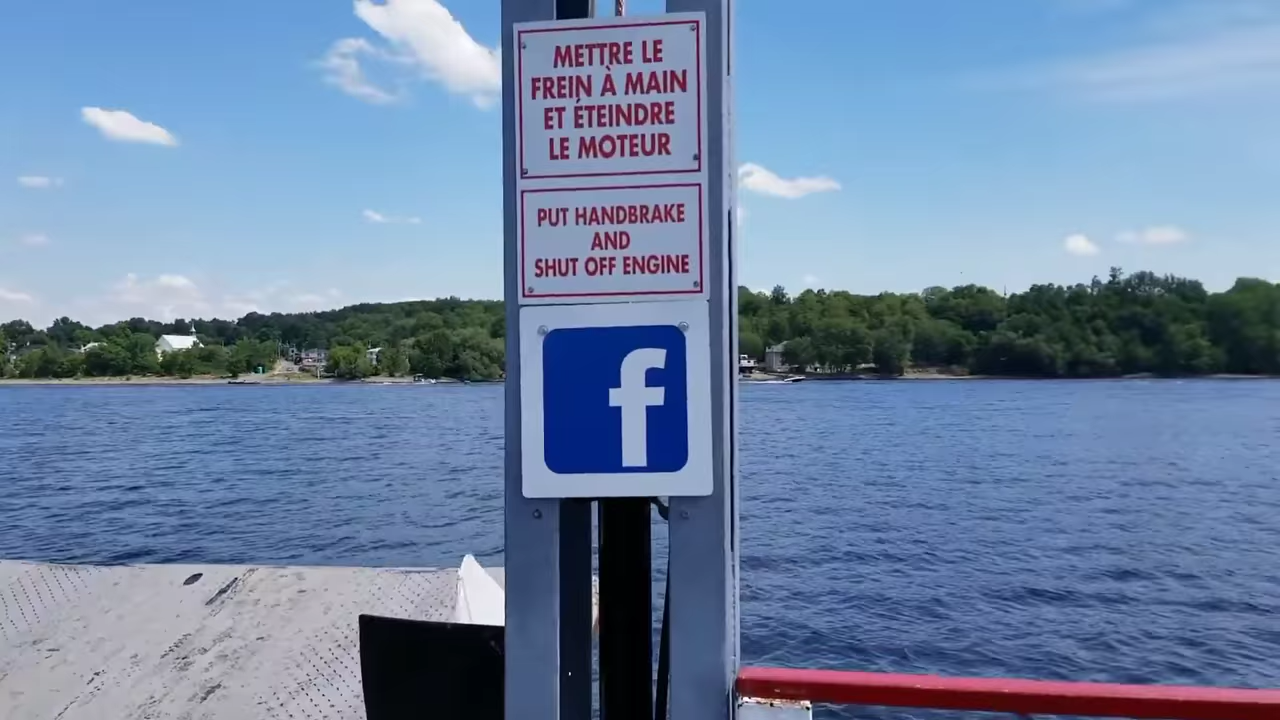 METTRE LE
FREIN À MAIN
ET ÉTEINDRE
LE MOTEUR
PUT HANDBRAKE
AND
SHUT OFF ENGINE
f